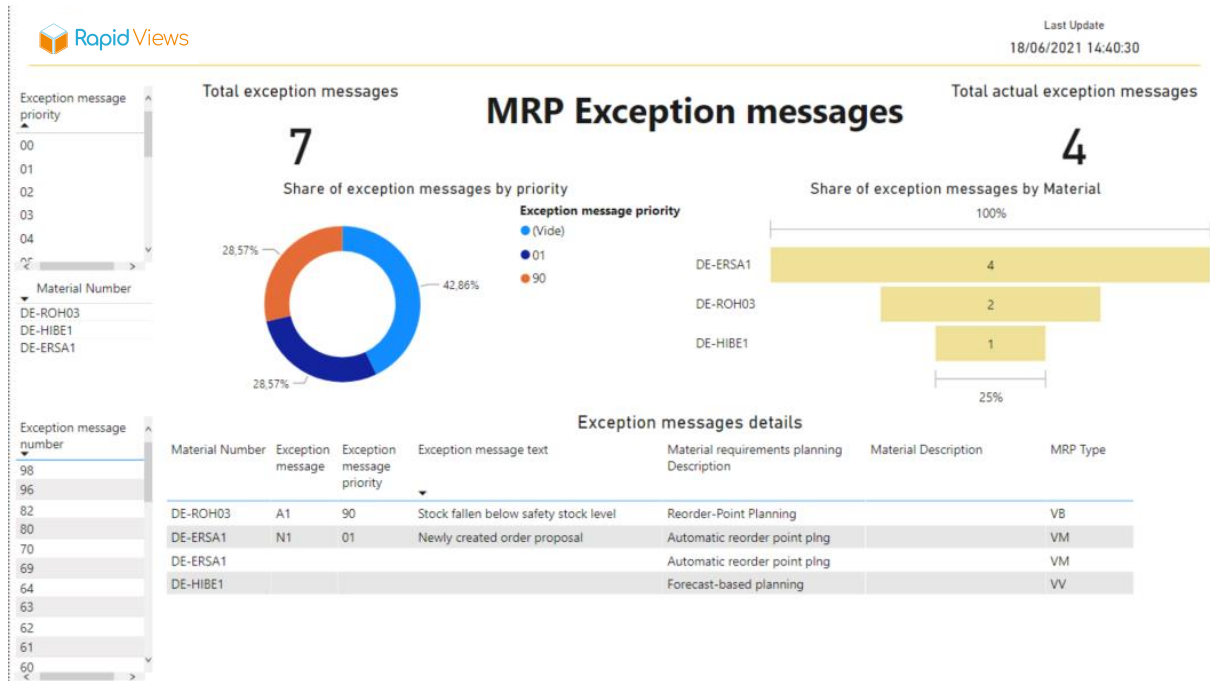 Rapid Views
Last Update
18/06/2021 14:40:30
Exception message
priority
00
01
02
03
04
05
Material Number
DE-ROH03
DE-HIBE1
DE-ERSA1
Exception message
number
98
96
82
80
70
69
64
63
62
61
60
Total exception messages
7
MRP Exception messages
Total actual exception messages
4
Share of exception messages by priority
28,57%
42,86%
28,57%
Exception message priority
(Vide)
01
90
Share of exception messages by Material
100%
DE-ERSA1 4
DE-ROH03 2
DE-HIBE1 1
25%
Exception messages details
Material Number Exception Exception Exception message text Material requirements planning Material Description MRP Type
message message Description
priority
DE-ROH03 A1 90 Stock fallen below safety stock level Reorder-Point Planning VB
DE-ERSA1 N1 01 Newly created order proposal Automatic reorder point plng VM
DE-ERSA1 Automatic reorder point plng VM
DE-HIBE1 Forecast-based planning VV